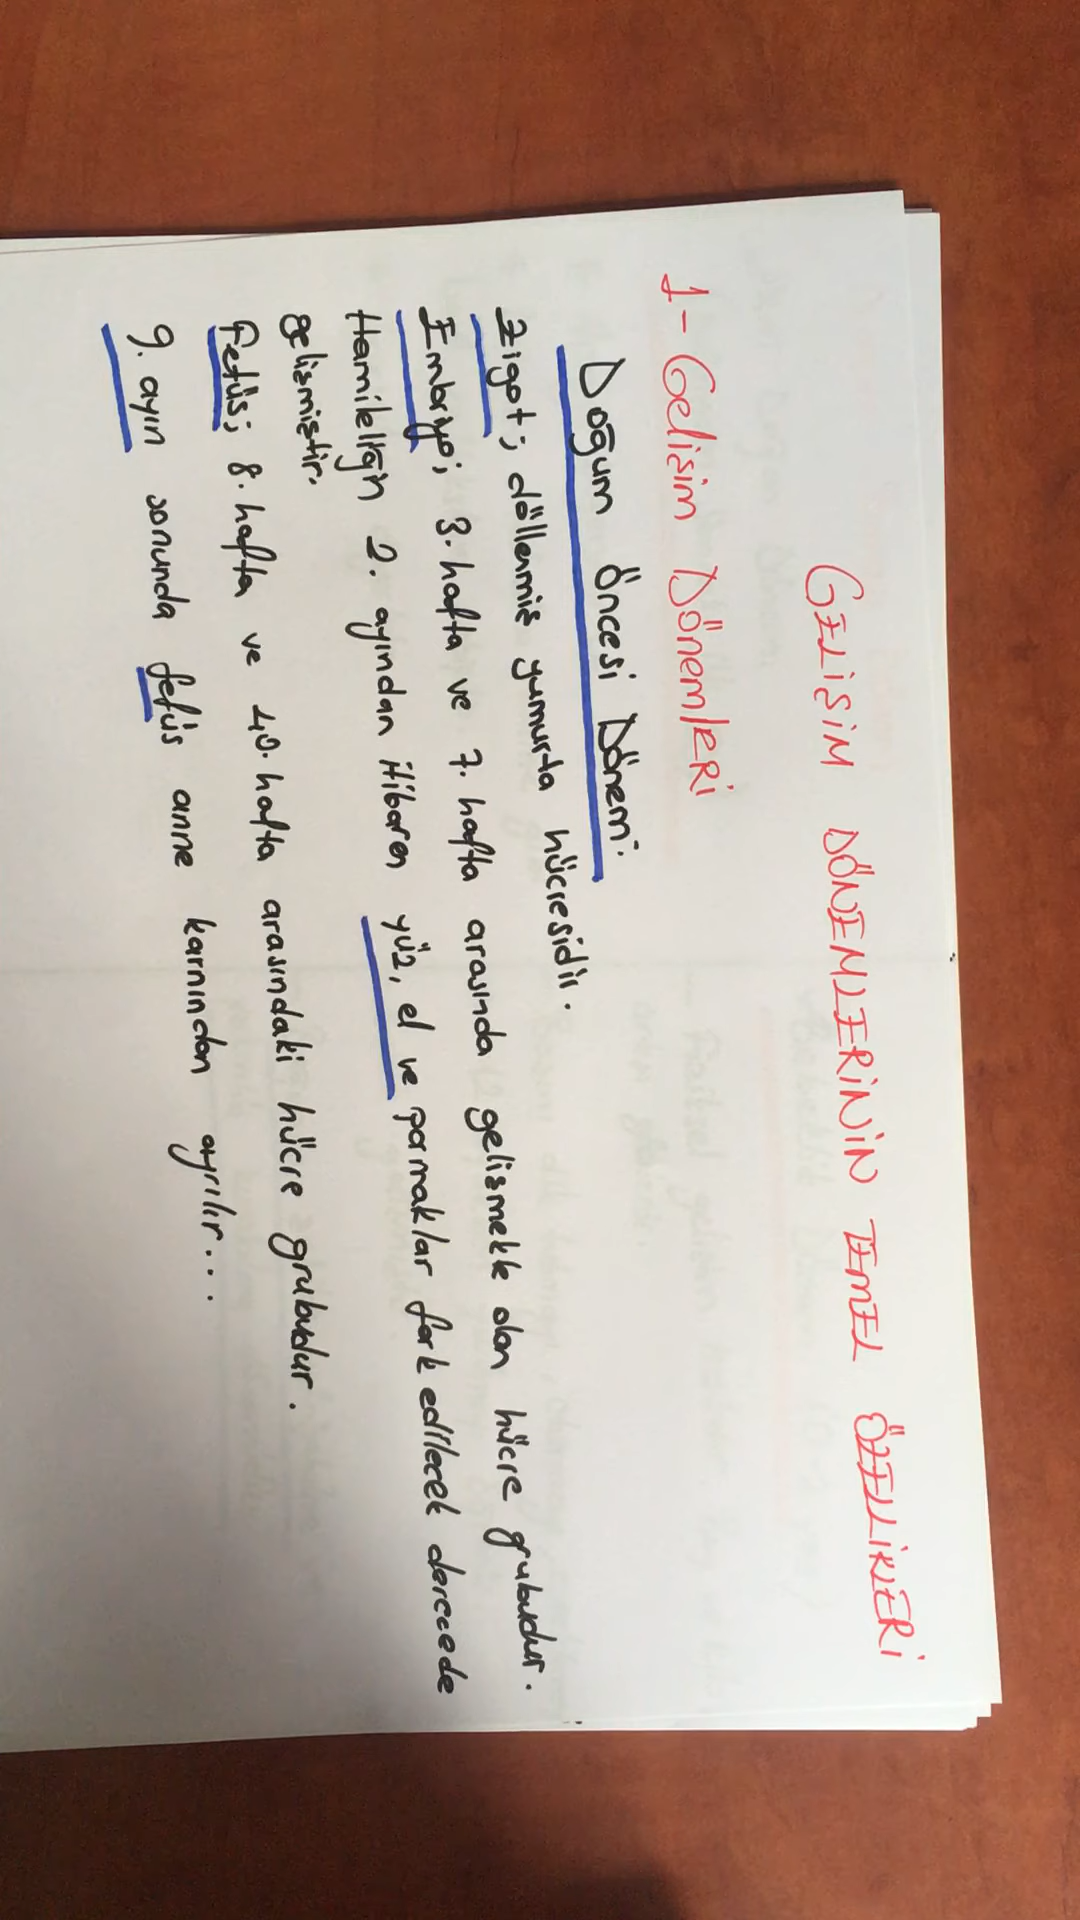 GELİŞİM DÖNEMLERİNİN TEMEL ÖZELLİKLERİ
1- Gelişim DÖNEMLERİ
Doğum Öncesi Dönem:
Zigot; döllenmiş yumurta hücresidir.
Embriyo; 3. hafta ve 7. hafta arasında gelişmekte olan hücre grubudur.
Hamileliğin 2. ayından itibaren yüz, el ve parmaklar fark edilecek derecede
gelişmiştir.
Fetüs; 8. hafta ve 40. hafta arasındaki hücre grubudur.
9. ayın sonunda fetüs anne karnından ayrılır...